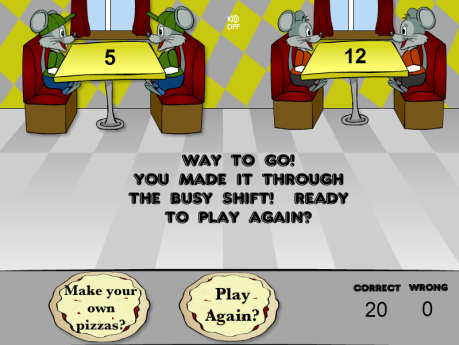 OFF
5
12
WAY TO GO!
YOU MADE IT THROUGH
THE BUSY SHIFT! READY
TO PLAY AGAIN?
Make your
own
pizzas?
Play
Again?
CORRECT WRONG
20 0